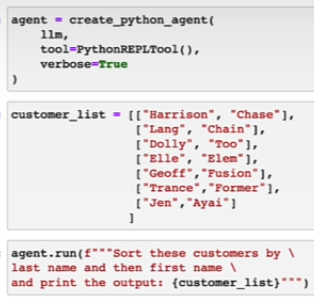 agent = create_python_agent(
    llm,
    tool=PythonREPLTool(),
    verbose=True
)
customer_list = [["Harrison", "Chase"],
                 ["Lang", "Chain"],
                 ["Dolly", "Too"],
                 ["Elle", "Elem"],
                 ["Geoff","Fusion"],
                 ["Trance","Former"],
                 ["Jen","Ayai"]
                ]
agent.run(f"""Sort these customers by \
last name and then first name \
and print the output: {customer_list}""")